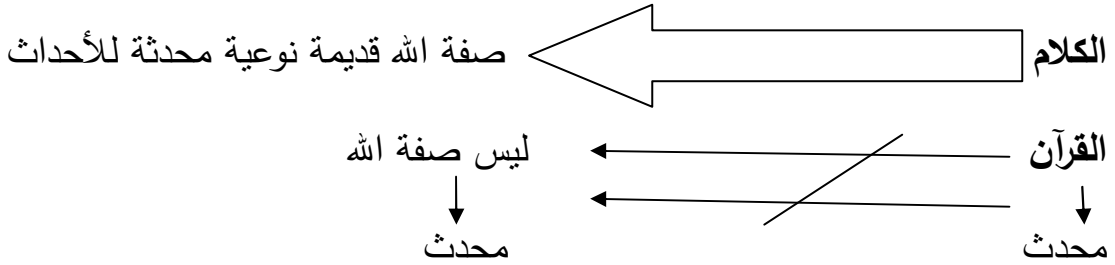 الكلام صفة الله قديمة نوعية محدثة للأحداث
القرآن ليس صفة الله
محدث محدث